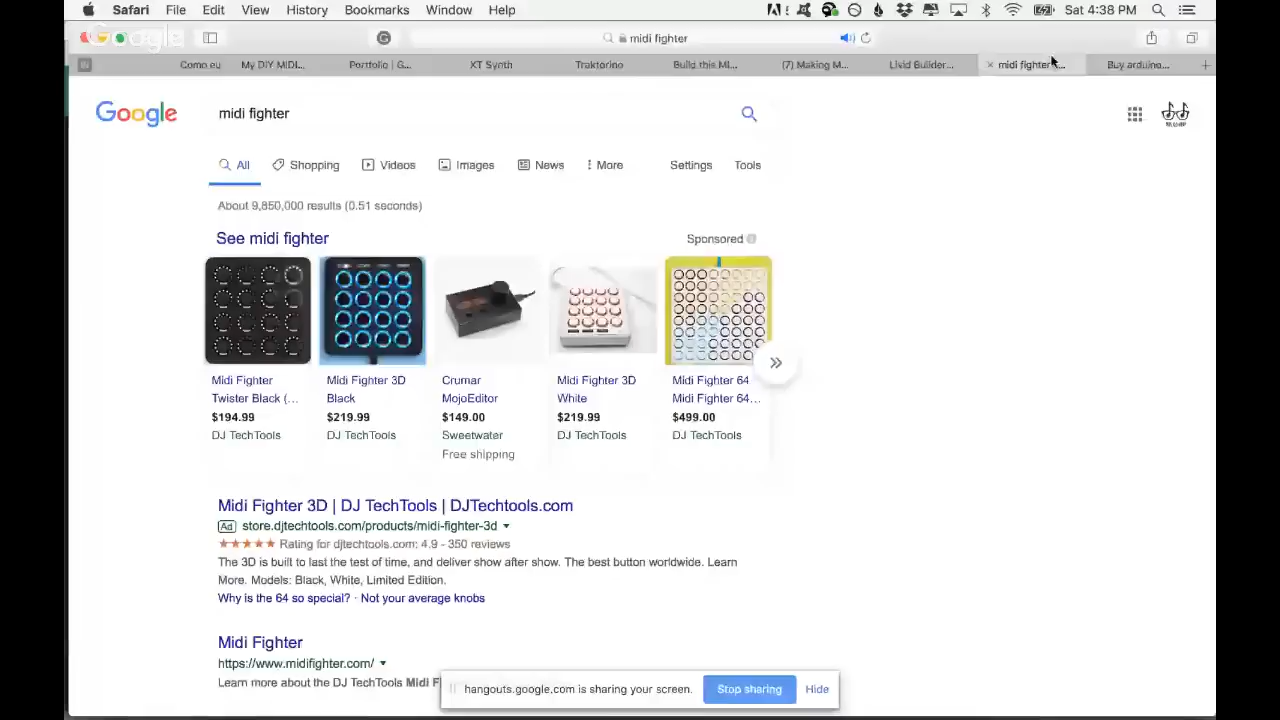 Safari File Edit View History Bookmarks Window Help Sat 4:38 PM
Google
midi fighter
Como eu My DIY MIDI... Portfolio | G... XT Synth Traktorino Build this MI... (7) Making M... Livid Builder... midi fighter -... Buy arduino...
Google midi fighter
All Shopping Videos Images News More Settings Tools
About 9,850,000 results (0.51 seconds)
See midi fighter Sponsored
Midi Fighter Twister Black (... $194.99 DJ TechTools
Midi Fighter 3D Black $219.99 DJ TechTools
Crumar MojoEditor $149.00 Sweetwater Free shipping
Midi Fighter 3D White $219.99 DJ TechTools
Midi Fighter 64 Midi Fighter 64... $499.00 DJ TechTools
Midi Fighter 3D | DJ TechTools | DJTechtools.com
Ad store.djtechtools.com/products/midi-fighter-3d
Rating for djtechtools.com: 4.9 - 350 reviews
The 3D is built to last the test of time, and deliver show after show. The best button worldwide. Learn
More. Models: Black, White, Limited Edition.
Why is the 64 so special? · Not your average knobs
Midi Fighter
https://www.midifighter.com/
Learn more about the DJ TechTools Midi F
hangouts.google.com is sharing your screen. Stop sharing Hide